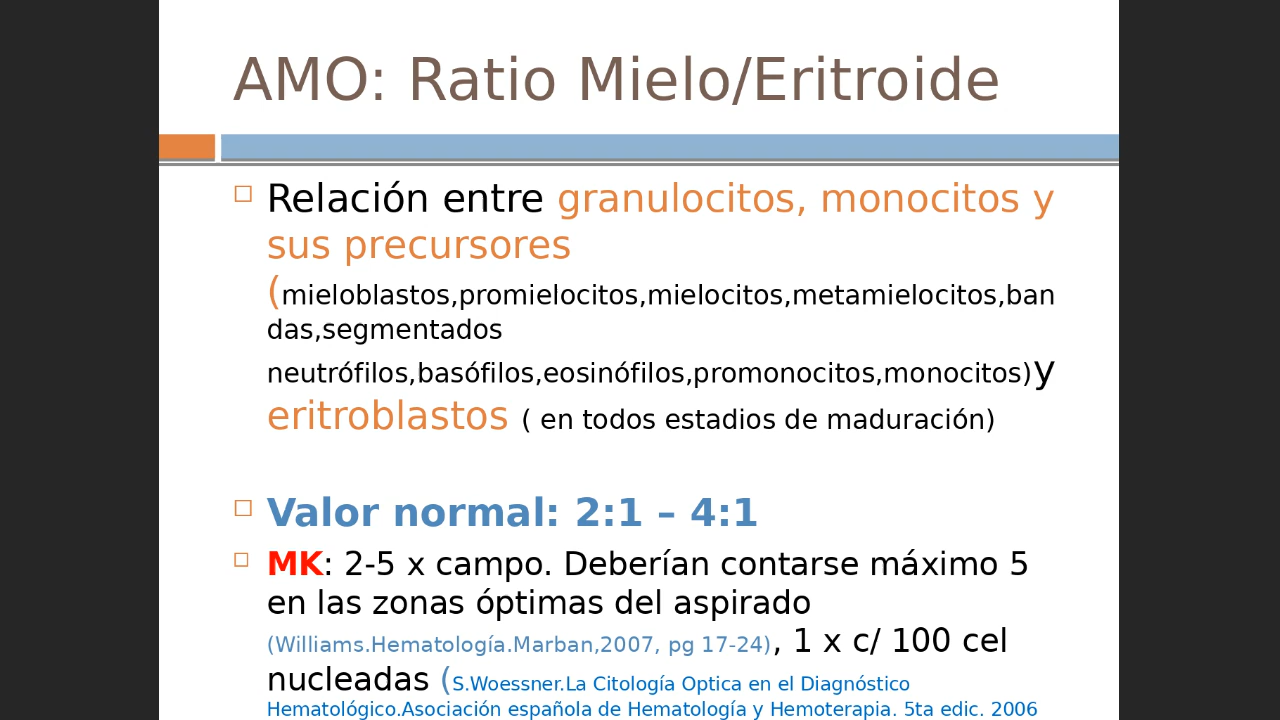 AMO: Ratio Mielo/Eritroide
Relación entre granulocitos, monocitos y
sus precursores
(mieloblastos,promielocitos,mielocitos,metamielocitos,ban
das,segmentados
neutrófilos,basófilos,eosinófilos,promonocitos,monocitos)y
eritroblastos ( en todos estadios de maduración)
Valor normal: 2:1 – 4:1
MK: 2-5 x campo. Deberían contarse máximo 5
en las zonas óptimas del aspirado
(Williams.Hematología.Marban,2007, pg 17-24), 1 x c/ 100 cel
nucleadas (S.Woessner.La Citología Optica en el Diagnóstico
Hematológico.Asociación española de Hematología y Hemoterapia. 5ta edic. 2006